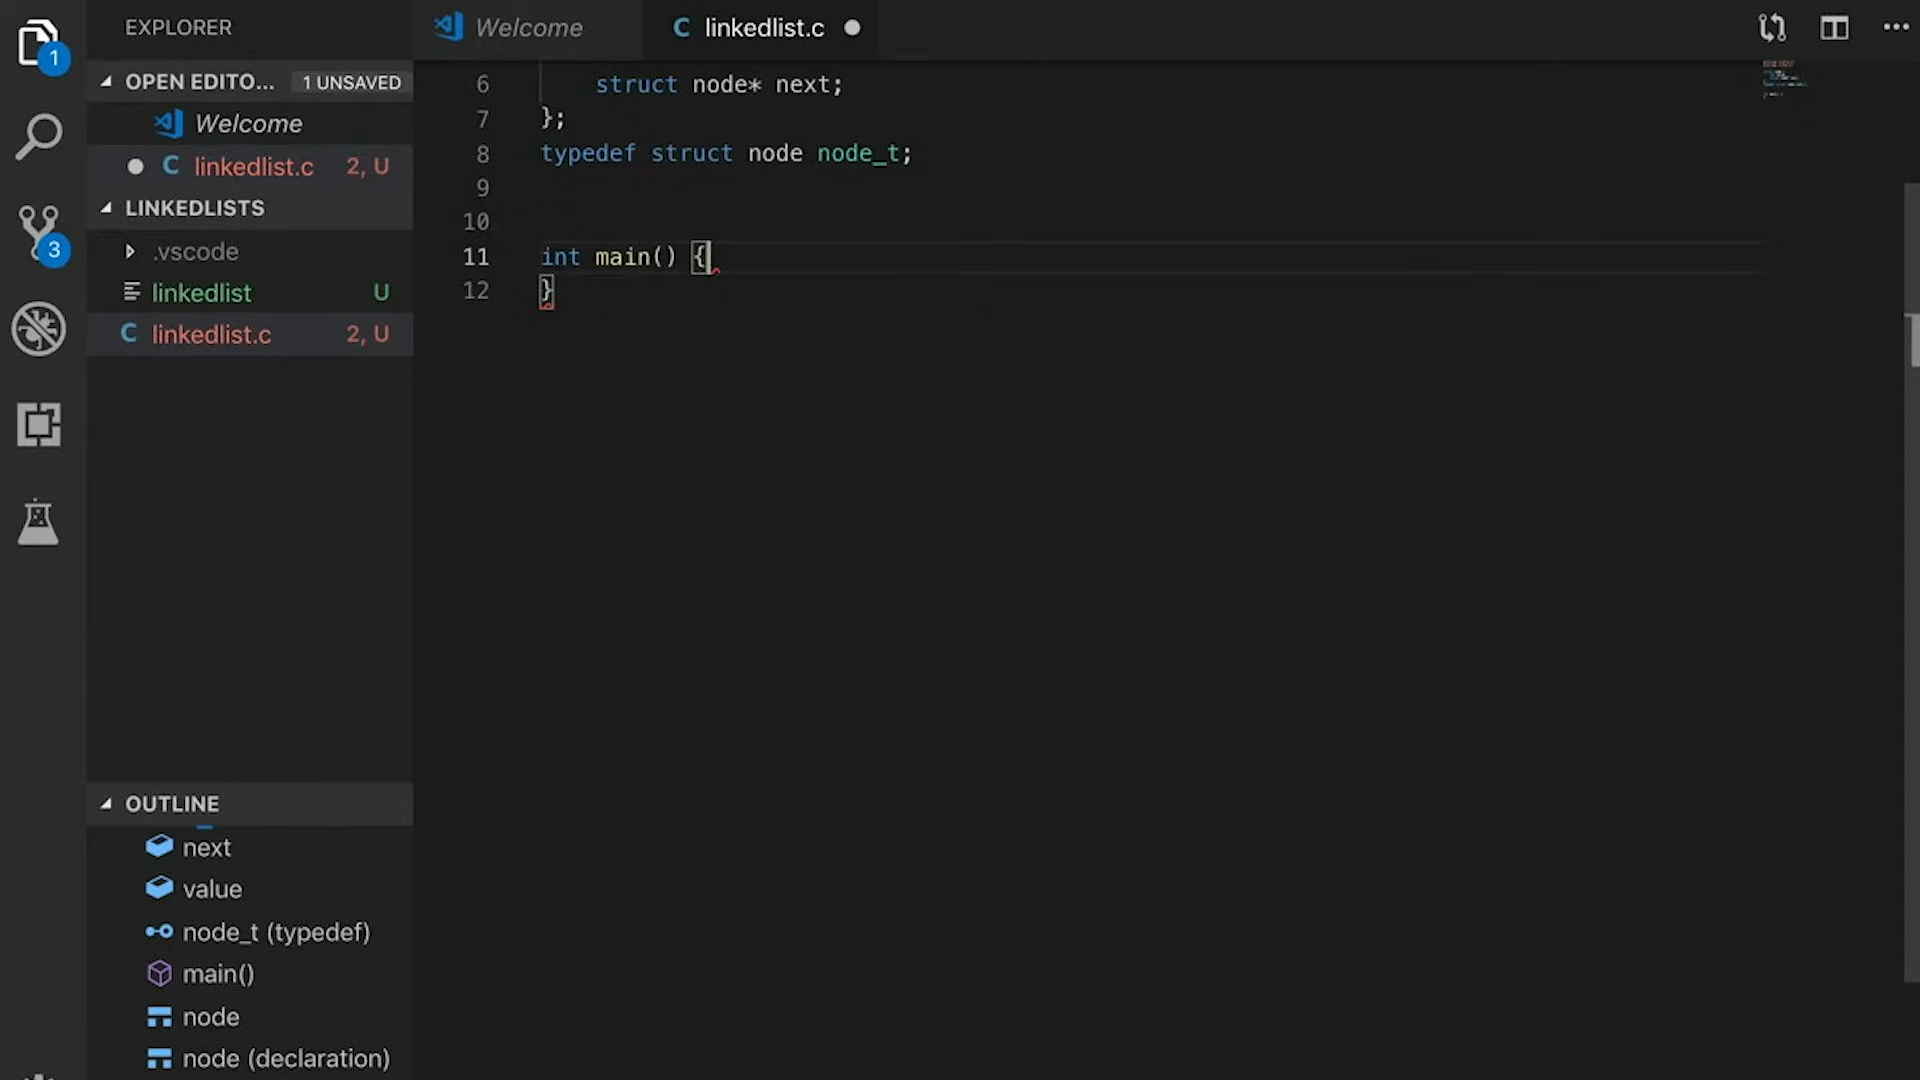 EXPLORER
Welcome
linkedlist.c
OPEN EDITO... 1 UNSAVED
Welcome
linkedlist.c 2, U
LINKEDLISTS
.vscode
linkedlist U
linkedlist.c 2, U
1
3
6 struct node* next;
7 };
8 typedef struct node node_t;
9
10
11 int main() {
12 }
OUTLINE
next
value
node_t (typedef)
main()
node
node (declaration)